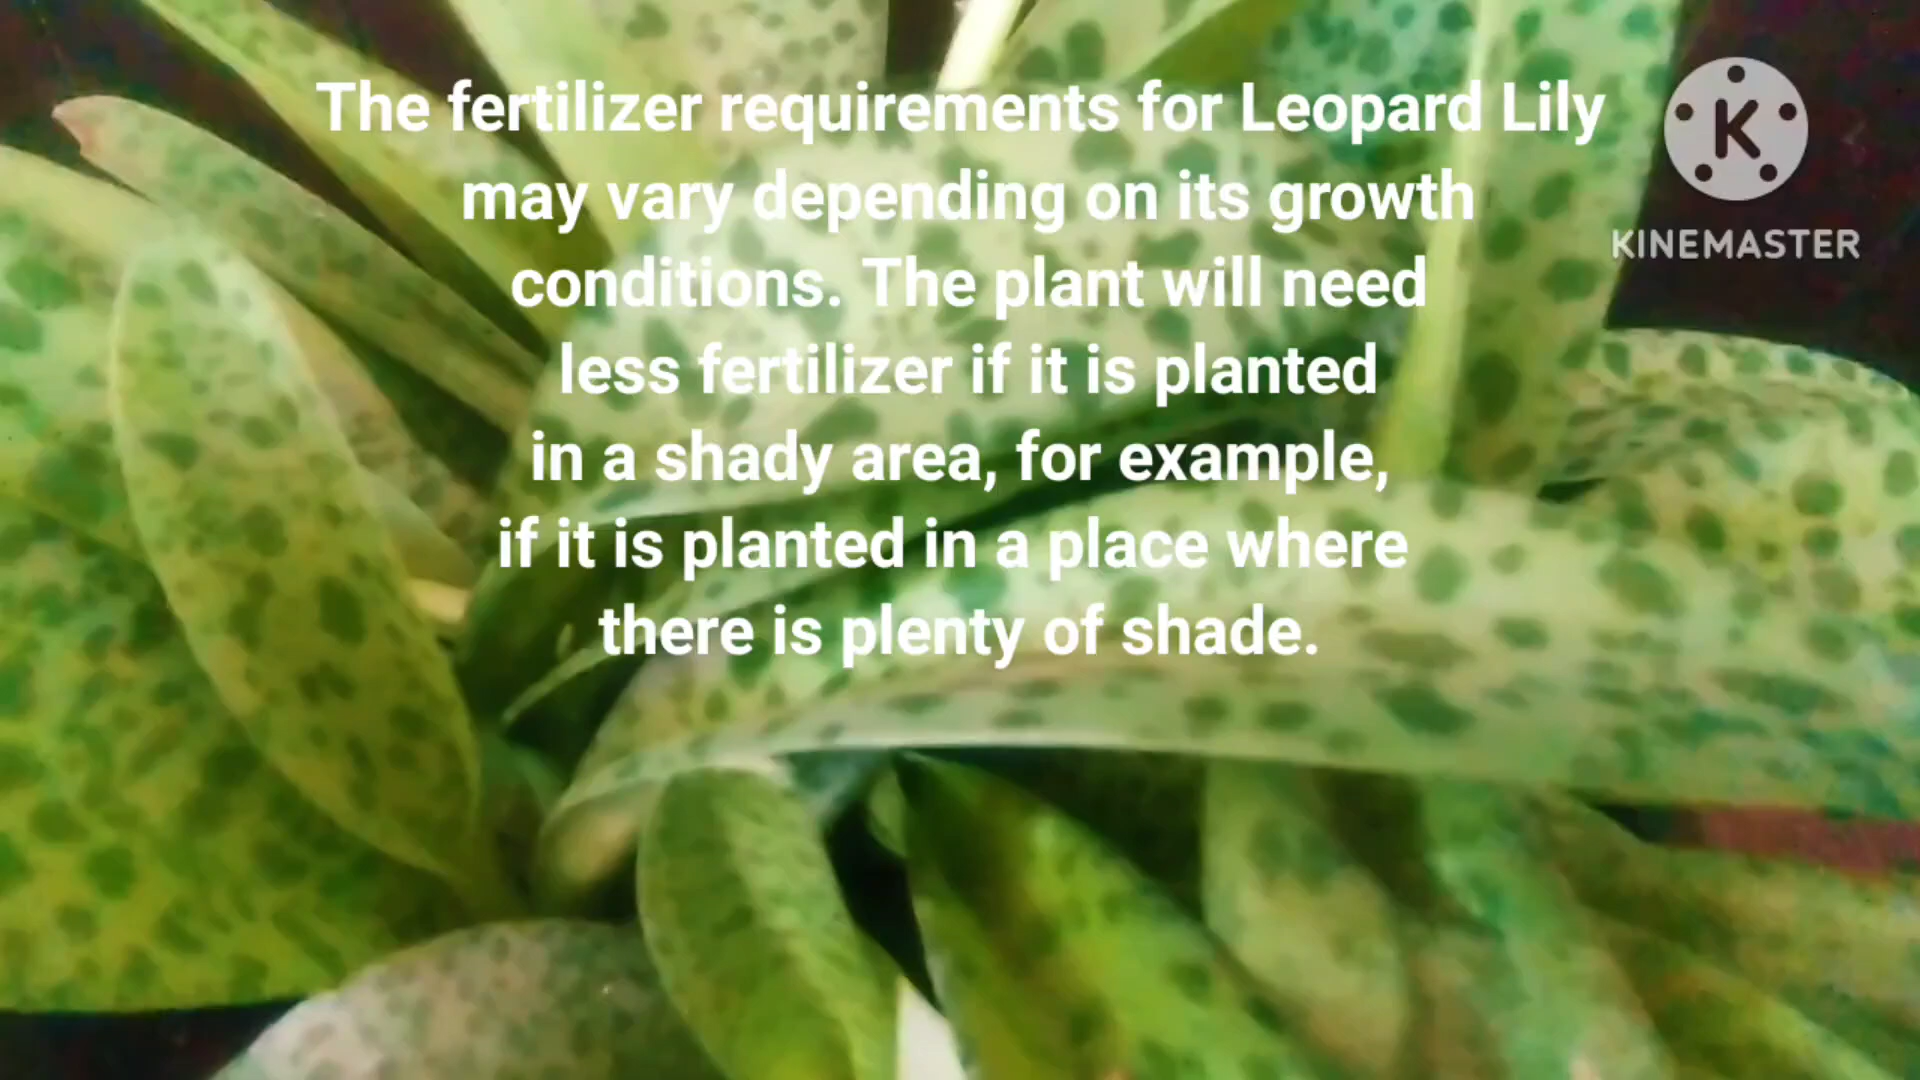 The fertilizer requirements for Leopard Lily
may vary depending on its growth
conditions. The plant will need
less fertilizer if it is planted
in a shady area, for example,
if it is planted in a place where
there is plenty of shade.
K
KINEMASTER